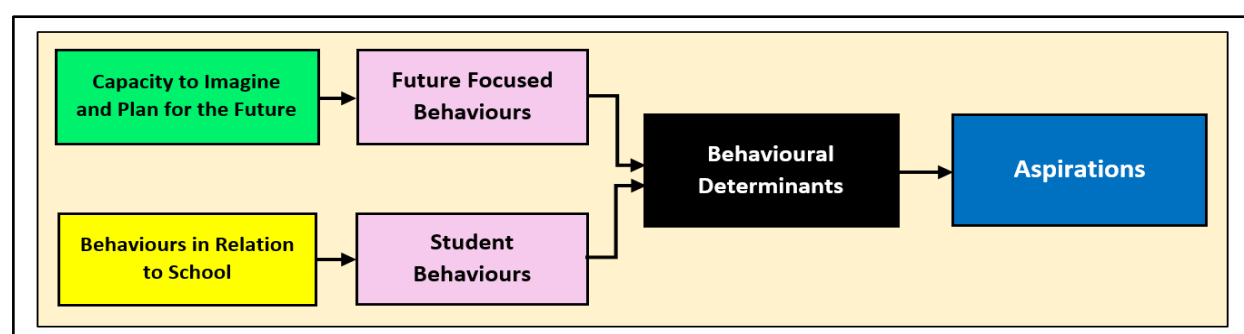 Capacity to Imagine
and Plan for the Future
Future Focused
Behaviours
Behavioural
Determinants
Aspirations
Behaviours in Relation
to School
Student
Behaviours